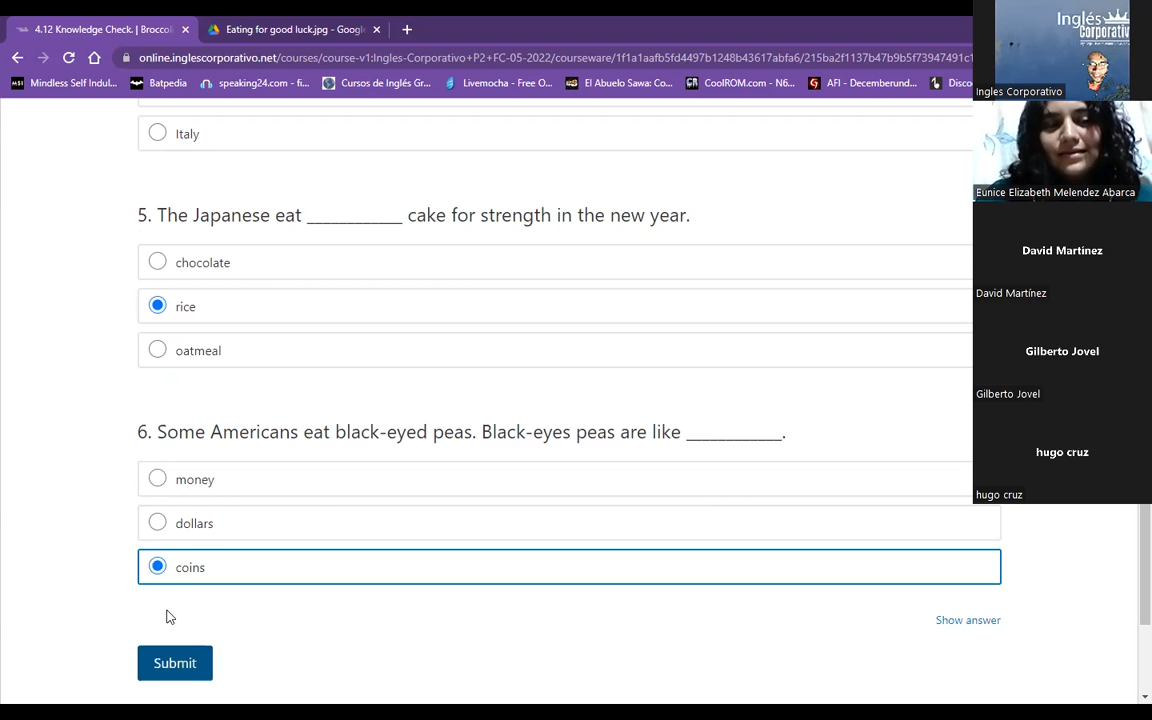 4.12 Knowledge Check. | Broccoli
Eating for good luck.jpg - Google
online.inglescorporativo.net/courses/course-v1:Ingles-Corporativo+P2+FC-05-2022/courseware/1f1a1aafb5fd4497b1248b43617abfa6/215ba2f1137b47b9b5f73947491c1
Mindless Self Indul...
Batpedia
speaking24.com - fi...
Cursos de Inglés Gr...
Livemocha - Free O...
El Abuelo Sawa: Co...
CoolROM.com - N6...
AFI - Decemberund...
Disco
Italy
5. The Japanese eat ____________ cake for strength in the new year.
chocolate
rice
oatmeal
6. Some Americans eat black-eyed peas. Black-eyes peas are like ____________.
money
dollars
coins
Show answer
Submit
Inglés
Corporativo
Ingles Corporativo
Eunice Elizabeth Melendez Abarca
David Martínez
David Martínez
Gilberto Jovel
Gilberto Jovel
hugo cruz
hugo cruz